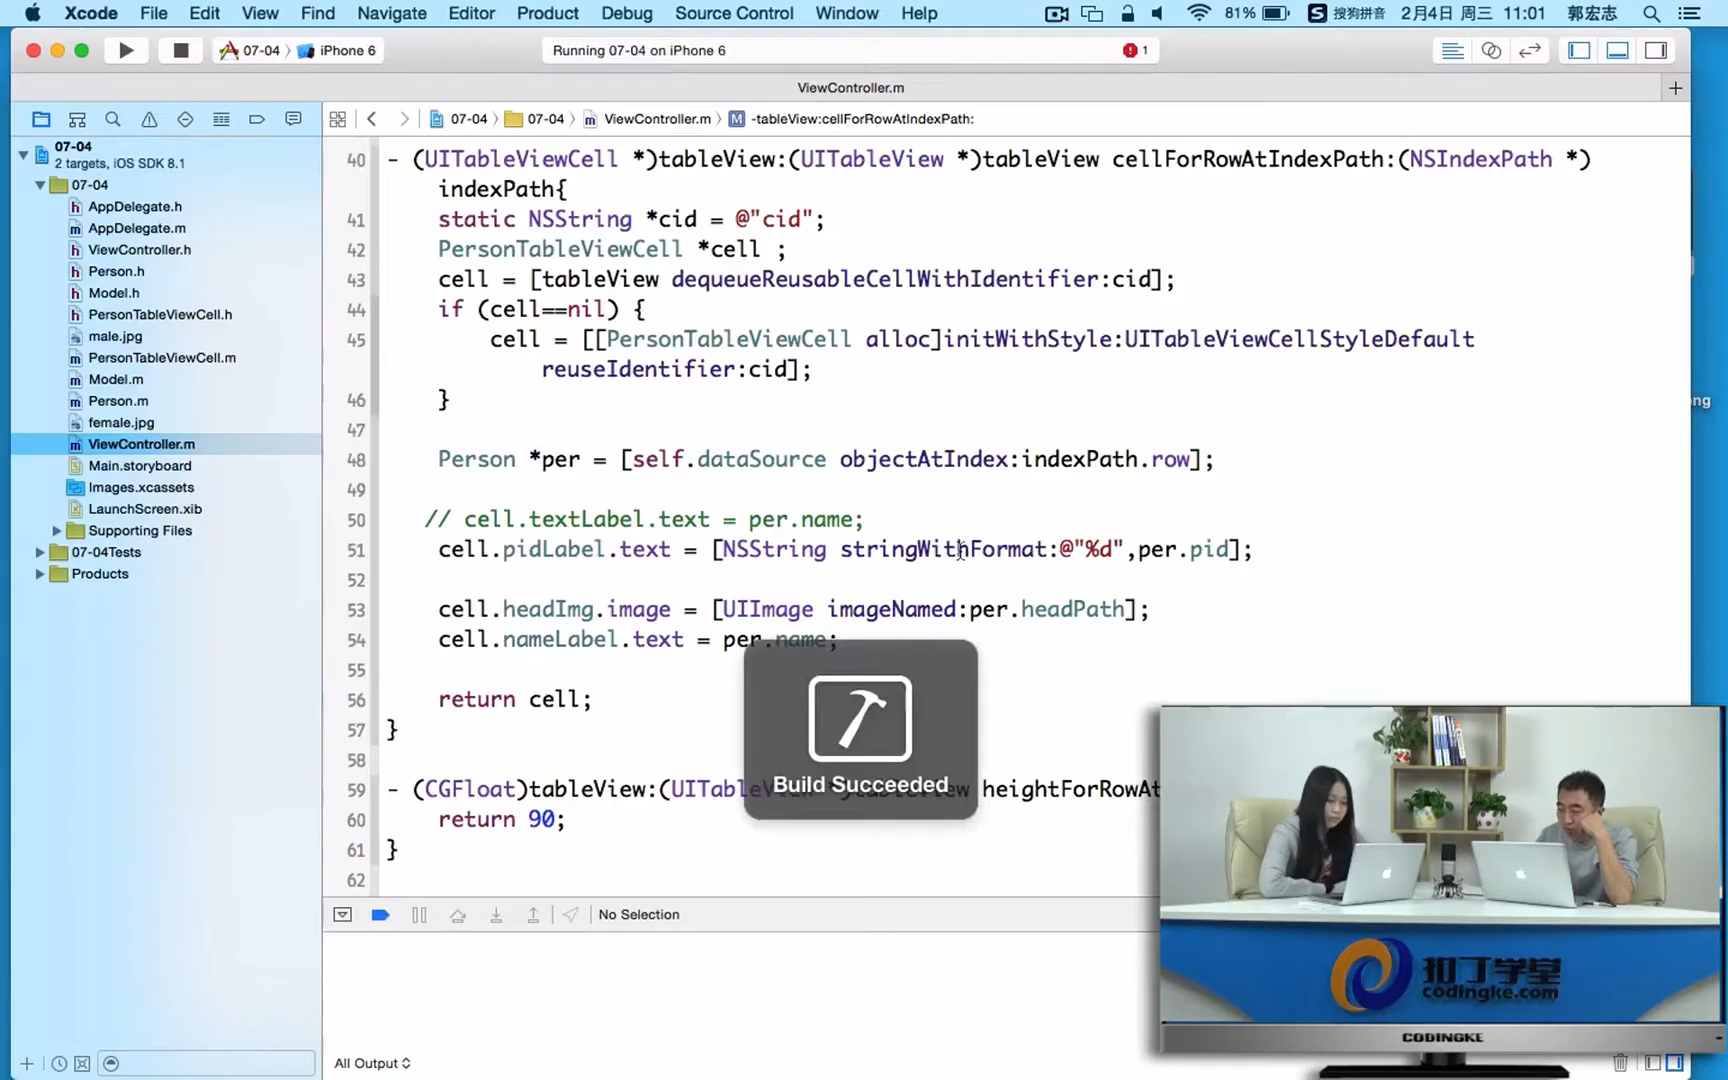 Xcode File Edit View Find Navigate Editor Product Debug Source Control Window Help 81% 搜狗拼音 2月4日 周三 11:01 郭宏志
07-04 iPhone 6 Running 07-04 on iPhone 6 1
ViewController.m
07-04 07-04 ViewController.m -tableView:cellForRowAtIndexPath:
07-04
2 targets, iOS SDK 8.1
07-04
AppDelegate.h
AppDelegate.m
ViewController.h
Person.h
Model.h
PersonTableViewCell.h
male.jpg
PersonTableViewCell.m
Model.m
Person.m
female.jpg
ViewController.m
Main.storyboard
Images.xcassets
LaunchScreen.xib
Supporting Files
07-04Tests
Products
40 - (UITableViewCell *)tableView:(UITableView *)tableView cellForRowAtIndexPath:(NSIndexPath *)
indexPath{
41 static NSString *cid = @"cid";
42 PersonTableViewCell *cell ;
43 cell = [tableView dequeueReusableCellWithIdentifier:cid];
44 if (cell==nil) {
45 cell = [[PersonTableViewCell alloc]initWithStyle:UITableViewCellStyleDefault
reuseIdentifier:cid];
46 }
47
48 Person *per = [self.dataSource objectAtIndex:indexPath.row];
49
50 // cell.textLabel.text = per.name;
51 cell.pidLabel.text = [NSString stringWithFormat:@"%d",per.pid];
52
53 cell.headImg.image = [UIImage imageNamed:per.headPath];
54 cell.nameLabel.text = per.name;
55
56 return cell;
57 }
58
59 - (CGFloat)tableView:(UITableView *)tableView heightForRowAt
60 return 90;
61 }
62
Build Succeeded
No Selection
All Output
ong
扣丁学堂
codingke.com
CODINGKE